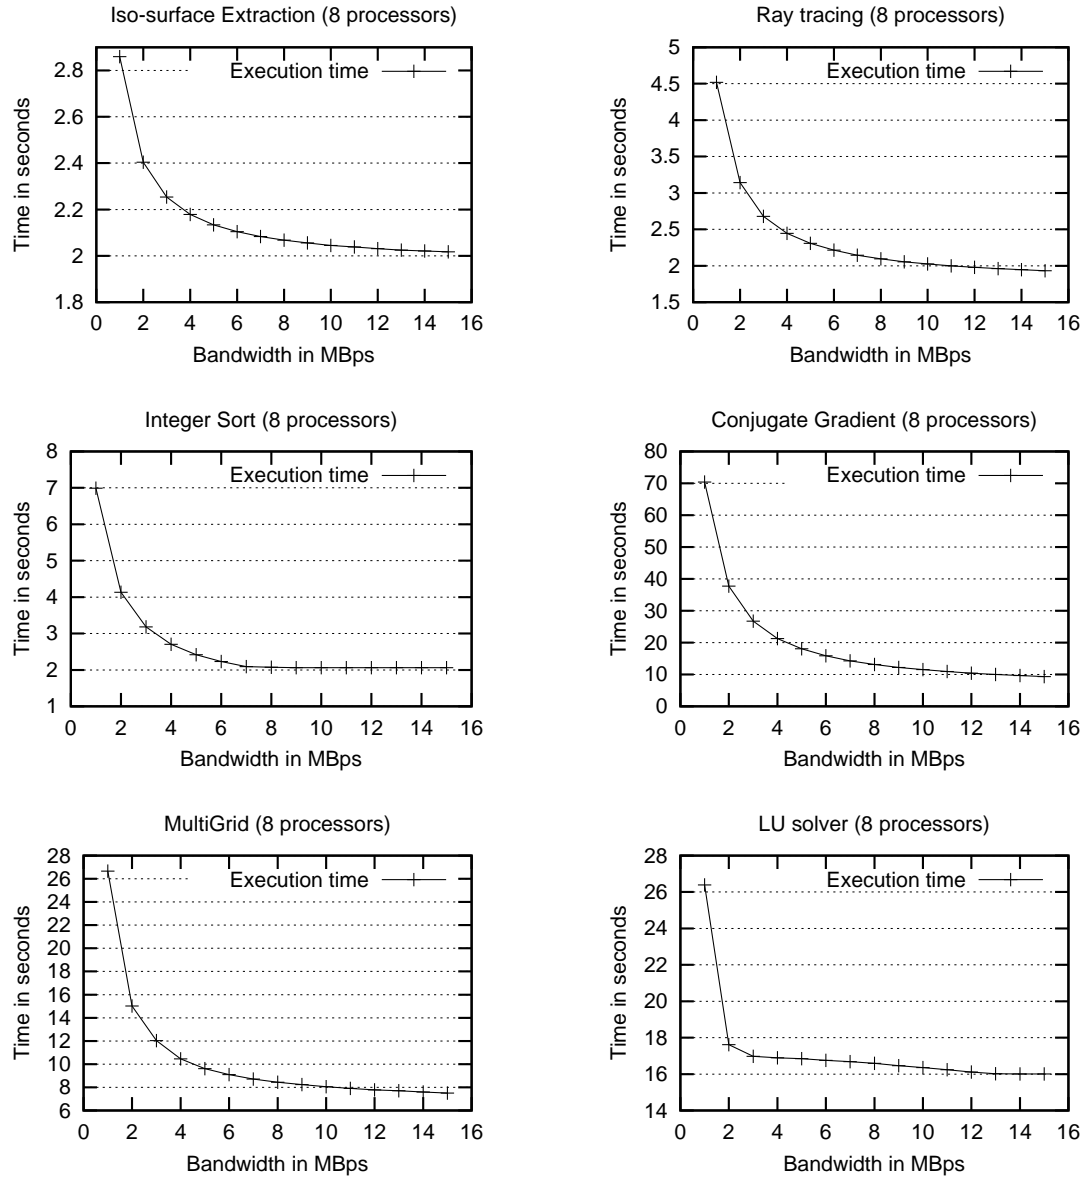 Iso-surface Extraction (8 processors)
Execution time
Time in seconds
2.8
2.6
2.4
2.2
2
1.8
0 2 4 6 8 10 12 14 16
Bandwidth in MBps
Ray tracing (8 processors)
Execution time
Time in seconds
5
4.5
4
3.5
3
2.5
2
1.5
0 2 4 6 8 10 12 14 16
Bandwidth in MBps
Integer Sort (8 processors)
Execution time
Time in seconds
8
7
6
5
4
3
2
1
0 2 4 6 8 10 12 14 16
Bandwidth in MBps
Conjugate Gradient (8 processors)
Execution time
Time in seconds
80
70
60
50
40
30
20
10
0
0 2 4 6 8 10 12 14 16
Bandwidth in MBps
MultiGrid (8 processors)
Execution time
Time in seconds
28
26
24
22
20
18
16
14
12
10
8
6
0 2 4 6 8 10 12 14 16
Bandwidth in MBps
LU solver (8 processors)
Execution time
Time in seconds
28
26
24
22
20
18
16
14
0 2 4 6 8 10 12 14 16
Bandwidth in MBps